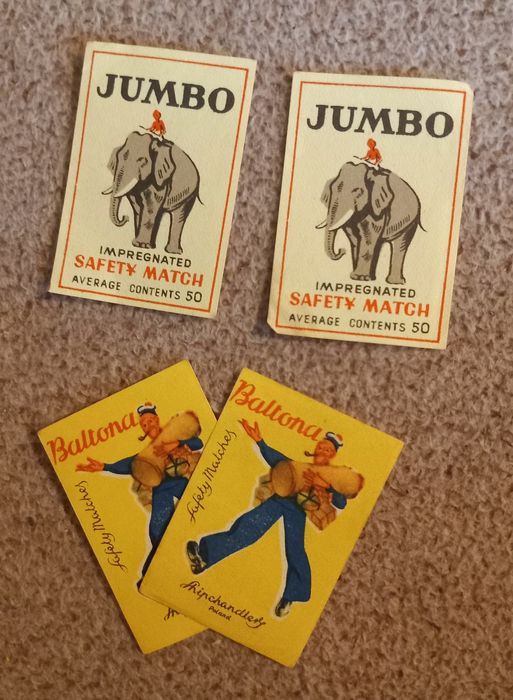 JUMBO
IMPREGNATED
SAFETY MATCH
AVERAGE CONTENTS 50
JUMBO
IMPREGNATED
SAFETY MATCH
AVERAGE CONTENTS 50
Baltona
Safety Matches
Baltona
Safety Matches
Shipchandlers
Poland